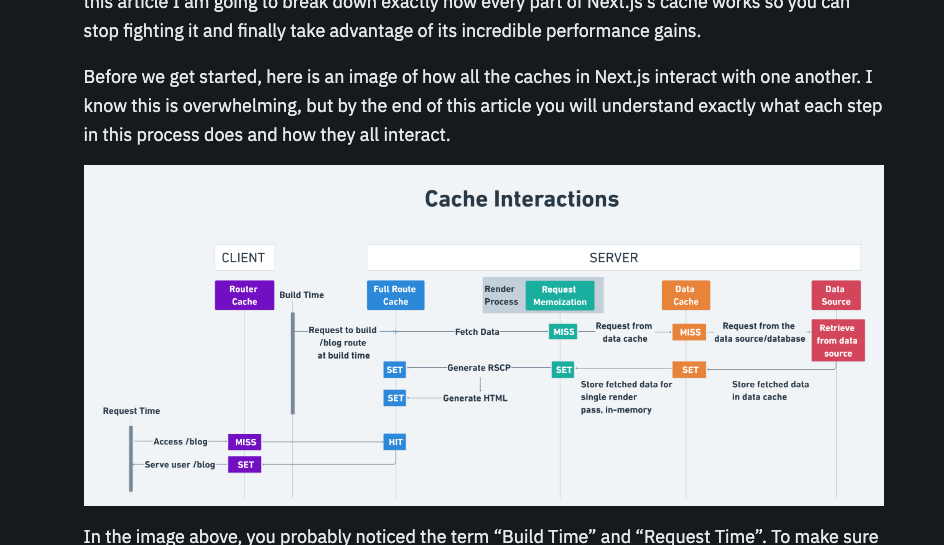 this article I am going to break down exactly how every part of Next.js's cache works so you can
stop fighting it and finally take advantage of its incredible performance gains.
Before we get started, here is an image of how all the caches in Next.js interact with one another. I
know this is overwhelming, but by the end of this article you will understand exactly what each step
in this process does and how they all interact.
Cache Interactions
CLIENT
SERVER
Router
Cache
Build Time
Full Route
Cache
Render
Process
Request
Memoization
Data
Cache
Data
Source
Request to build
/blog route
at build time
Fetch Data
MISS
Request from
data cache
MISS
Request from the
data source/database
Retrieve
from data
source
SET
Generate RSCP
SET
Store fetched data for
single render
pass, in-memory
SET
Store fetched data
in data cache
SET
Generate HTML
Request Time
Access /blog
MISS
HIT
Serve user /blog
SET
In the image above, you probably noticed the term “Build Time” and “Request Time”. To make sure